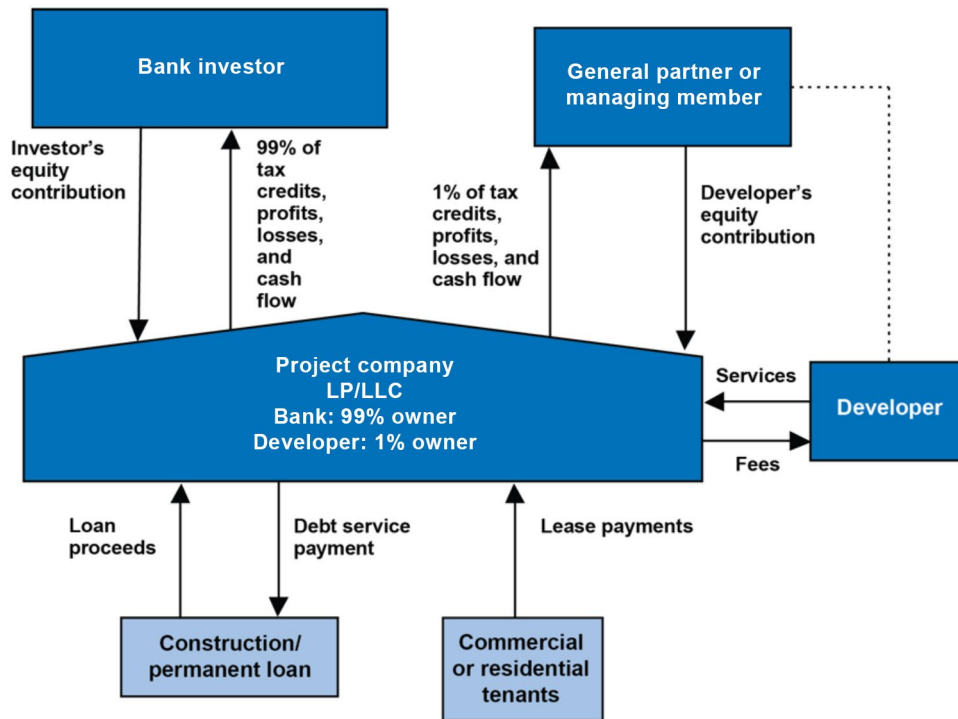 Bank investor
General partner or
managing member
Investor's
equity
contribution
99% of
tax
credits,
profits,
losses,
and
cash
flow
1% of tax
credits,
profits,
losses, and
cash flow
Developer's
equity
contribution
Project company
LP/LLC
Bank: 99% owner
Developer: 1% owner
Services
Developer
Fees
Loan
proceeds
Debt service
payment
Lease payments
Construction/
permanent loan
Commercial
or residential
tenants